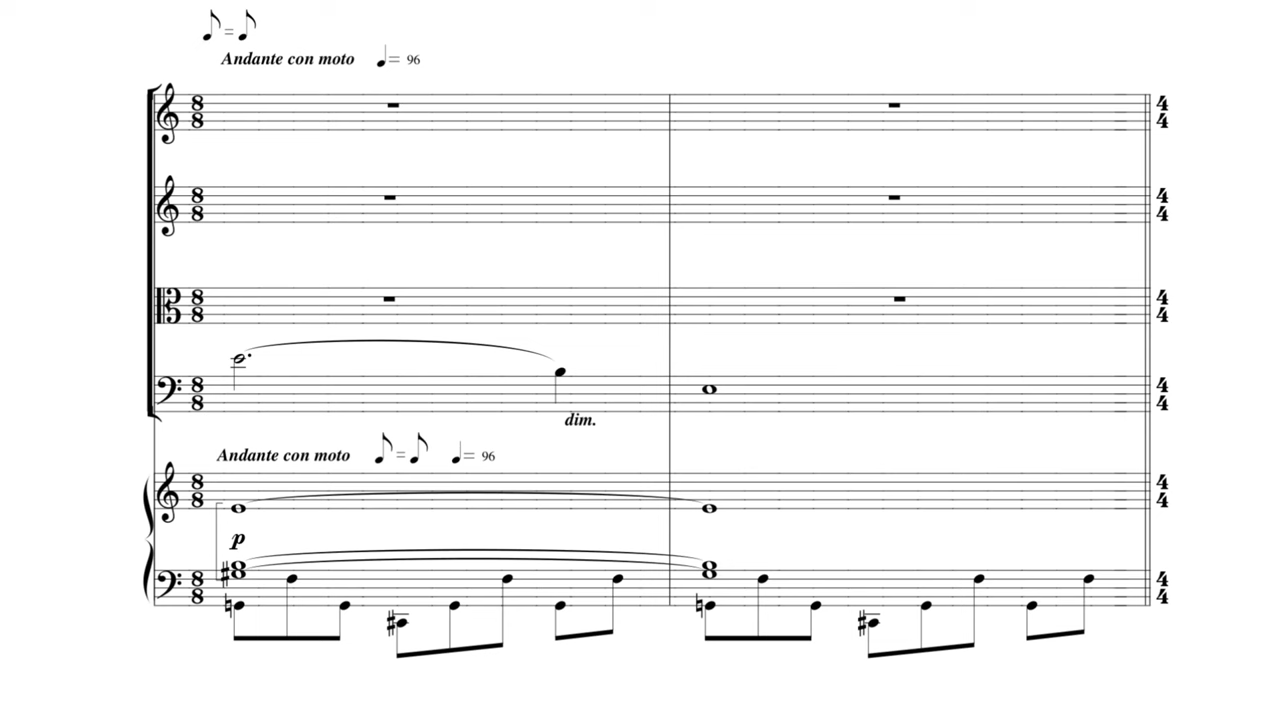 Andante con moto = 96
dim.
Andante con moto = = 96
p